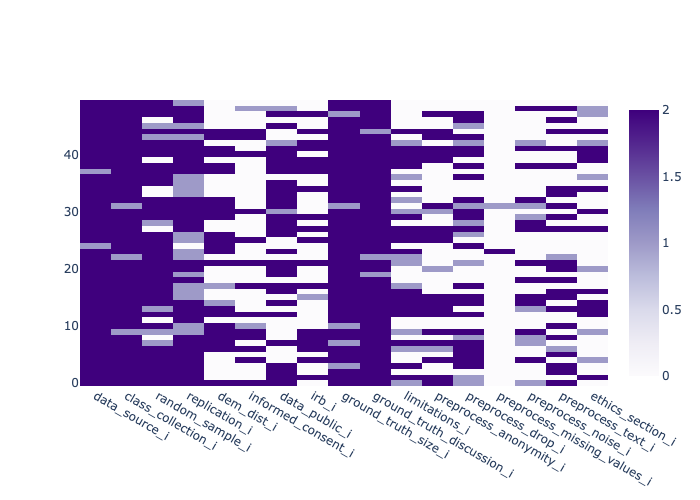 2
1.5
1
0.5
0
40
30
20
10
0
data_source_i
class_collection_i
random_sample_i
replication_i
dem_dist_i
informed_consent_i
data_public_i
irb_i
ground_truth_size_i
ground_truth_discussion_i
limitations_i
preprocess_anonymity_i
preprocess_drop_i
preprocess_missing_values_i
preprocess_noise_i
preprocess_text_i
ethics_section_i